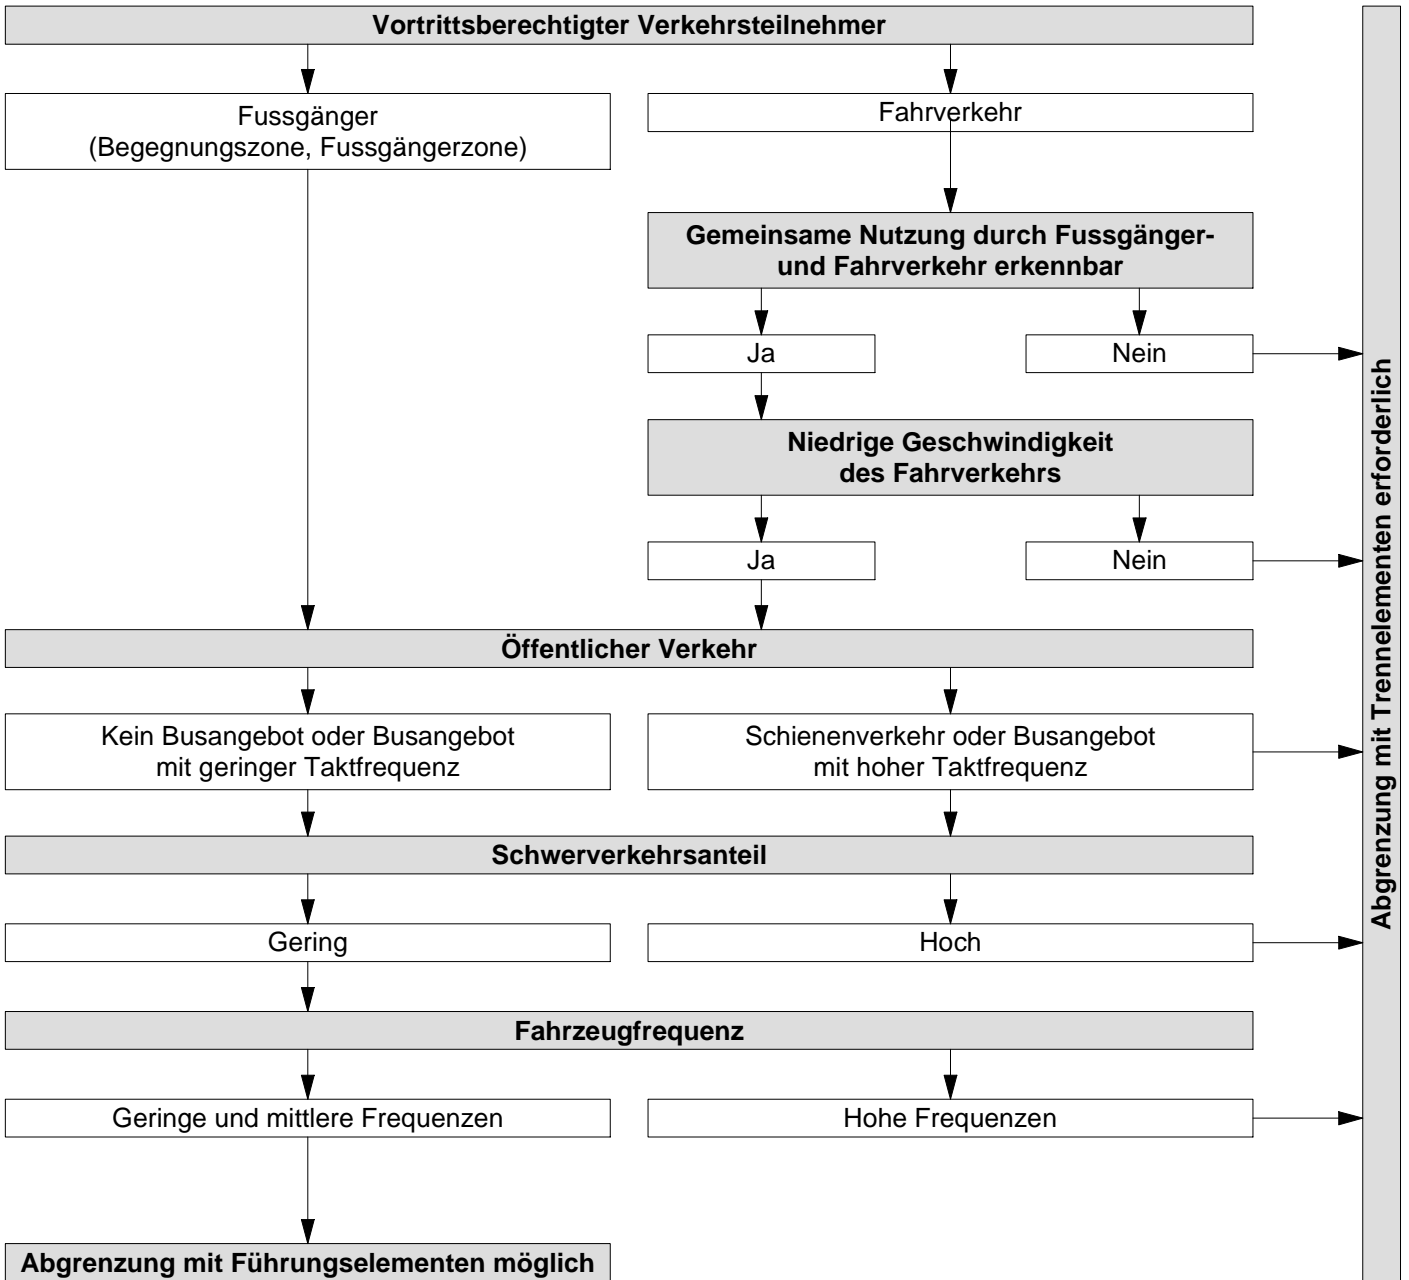 Vortrittsberechtigter Verkehrsteilnehmer
Fussgänger
(Begegnungszone, Fussgängerzone)
Fahrverkehr
Gemeinsame Nutzung durch Fussgänger-
und Fahrverkehr erkennbar
Ja
Nein
Niedrige Geschwindigkeit
des Fahrverkehrs
Ja
Nein
Öffentlicher Verkehr
Kein Busangebot oder Busangebot
mit geringer Taktfrequenz
Schienenverkehr oder Busangebot
mit hoher Taktfrequenz
Schwerverkehrsanteil
Gering
Hoch
Fahrzeugfrequenz
Geringe und mittlere Frequenzen
Hohe Frequenzen
Abgrenzung mit Führungselementen möglich
Abgrenzung mit Trennelementen erforderlich